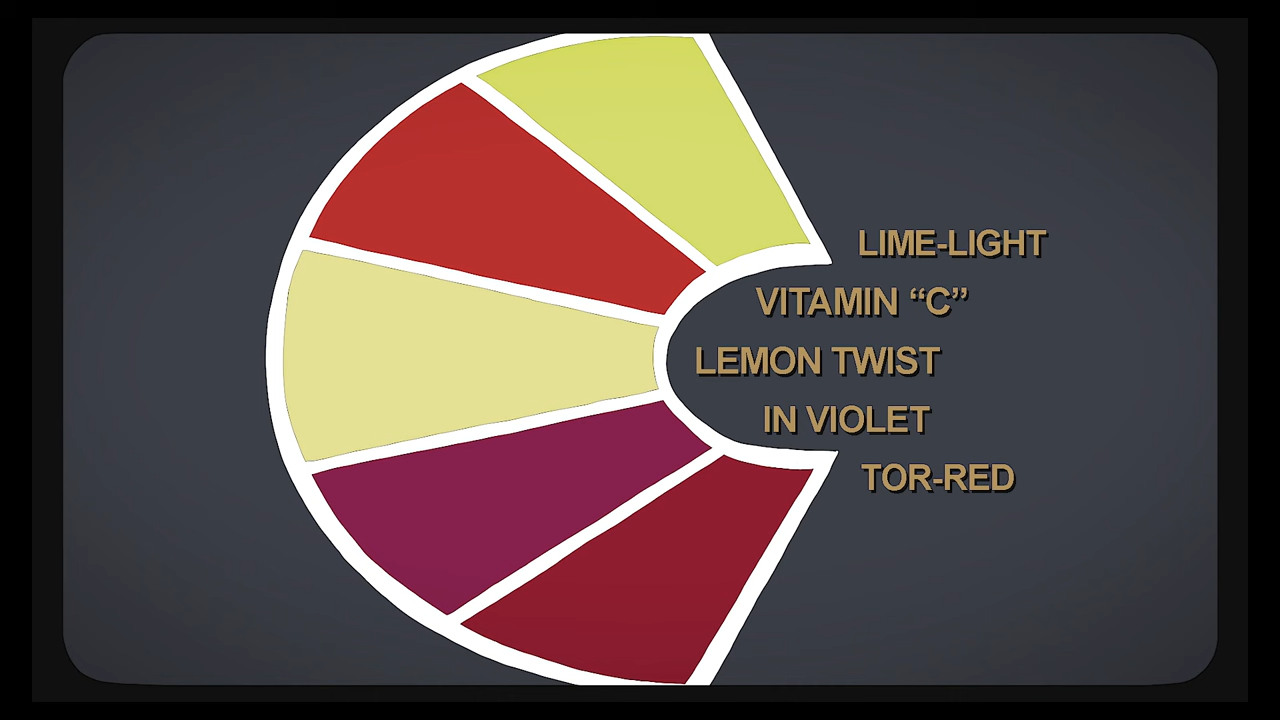 LIME-LIGHT
VITAMIN “C”
LEMON TWIST
IN VIOLET
TOR-RED